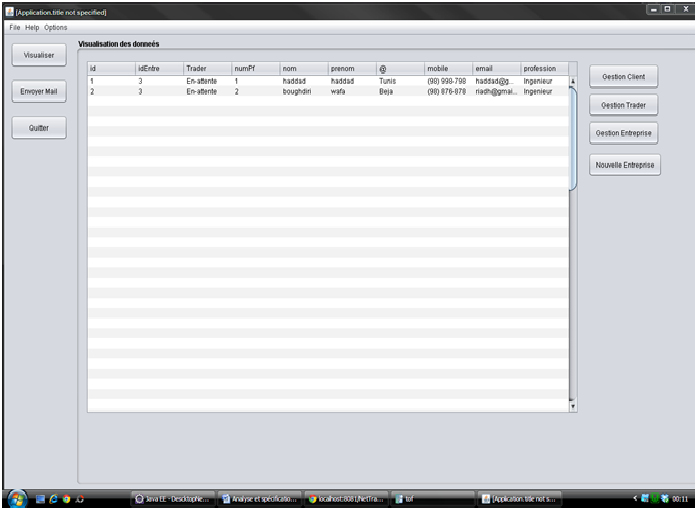 [Application.title not specified]
File Help Options
Visualiser
Envoyer Mail
Quitter
Visualisation des donneés
id idEntre Trader numPf nom prenom @ mobile email profession
1 3 En-attente 1 haddad haddad Tunis (98) 998-798 haddad@g... Ingenieur
2 3 En-attente 2 boughdiri wafa Beja (98) 876-878 riadh@gmai... Ingenieur
Gestion Client
Gestion Trader
Gestion Entreprise
Nouvelle Entreprise
Java EE - Descktopne... Analyse et spécificatio... localhost:8081/NetTra... tof [Application.title not s... 00:11